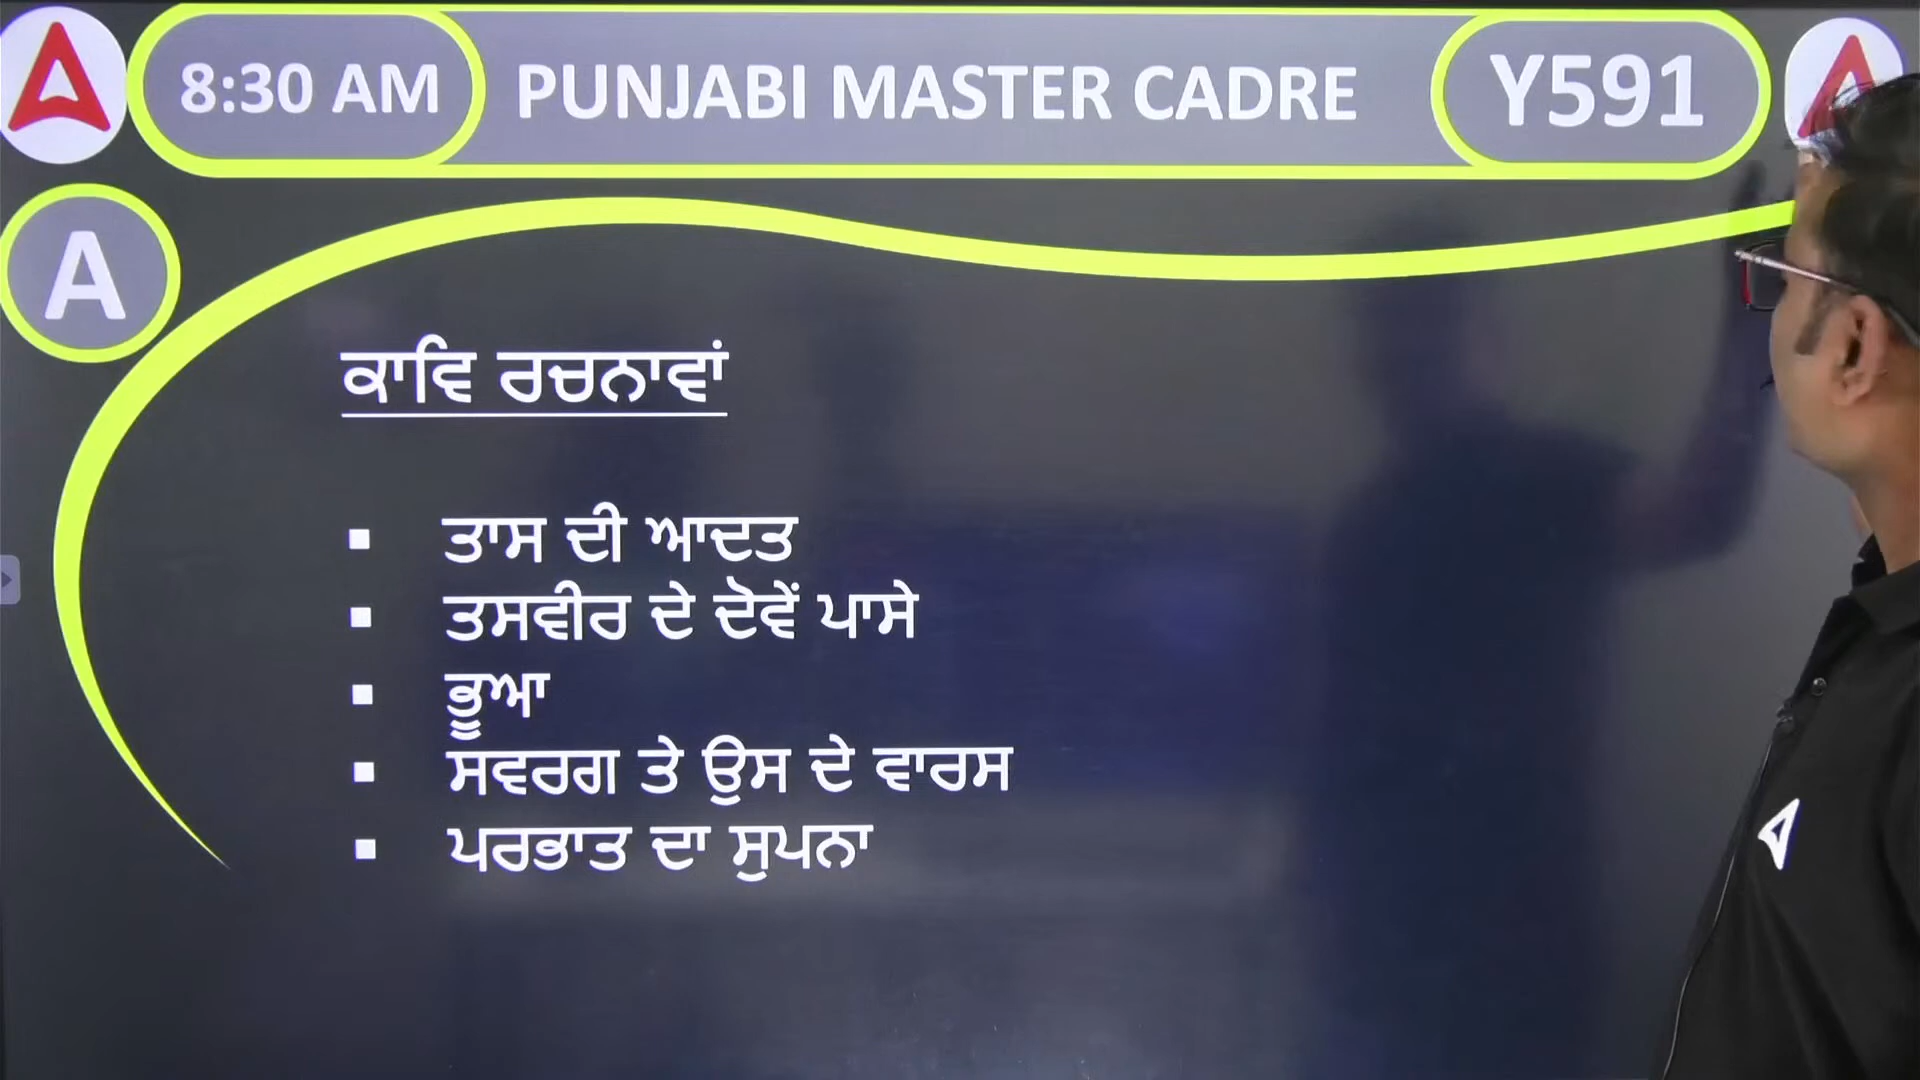 8:30 AM PUNJABI MASTER CADRE Y591
A
ਕਾਵਿ ਰਚਨਾਵਾਂ
ਤਾਸ ਦੀ ਆਦਤ
ਤਸਵੀਰ ਦੇ ਦੋਵੇਂ ਪਾਸੇ
ਭੂਆ
ਸਵਰਗ ਤੇ ਉਸ ਦੇ ਵਾਰਸ
ਪਰਭਾਤ ਦਾ ਸੁਪਨਾ